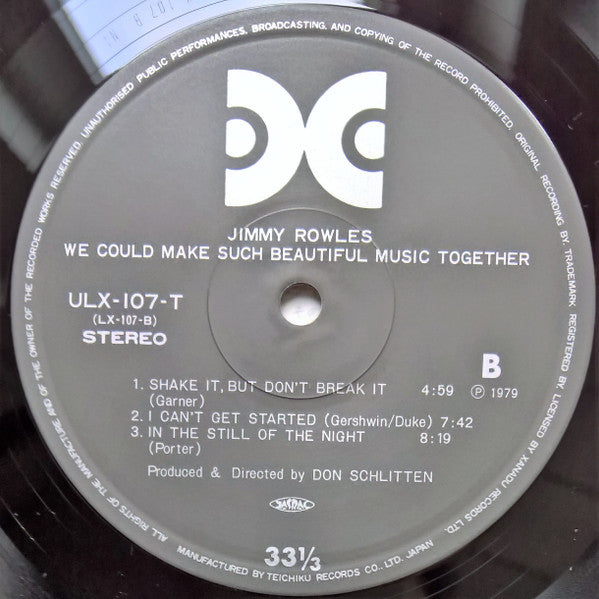 ALL RIGHTS OF THE MANUFACTURER AND OF THE OWNER OF THE RECORDED WORKS RESERVED. UNAUTHORISED PUBLIC PERFORMANCES, BROADCASTING, AND COPYING OF THE RECORD PROHIBITED. ORIGINAL RECORDING BY. TRADEMARK REGISTERED BY. LICENSED BY XANADU RECORDS LTD.
JIMMY ROWLES
WE COULD MAKE SUCH BEAUTIFUL MUSIC TOGETHER
ULX-107-T
(LX-107-B)
STEREO
B
1. SHAKE IT, BUT DON'T BREAK IT 4:59 Ⓟ 1979
(Garner)
2. I CAN'T GET STARTED (Gershwin/Duke) 7:42
3. IN THE STILL OF THE NIGHT 8:19
(Porter)
Produced & Directed by DON SCHLITTEN
JASRAC
33⅓
MANUFACTURED BY TEICHIKU RECORDS CO., LTD. JAPAN